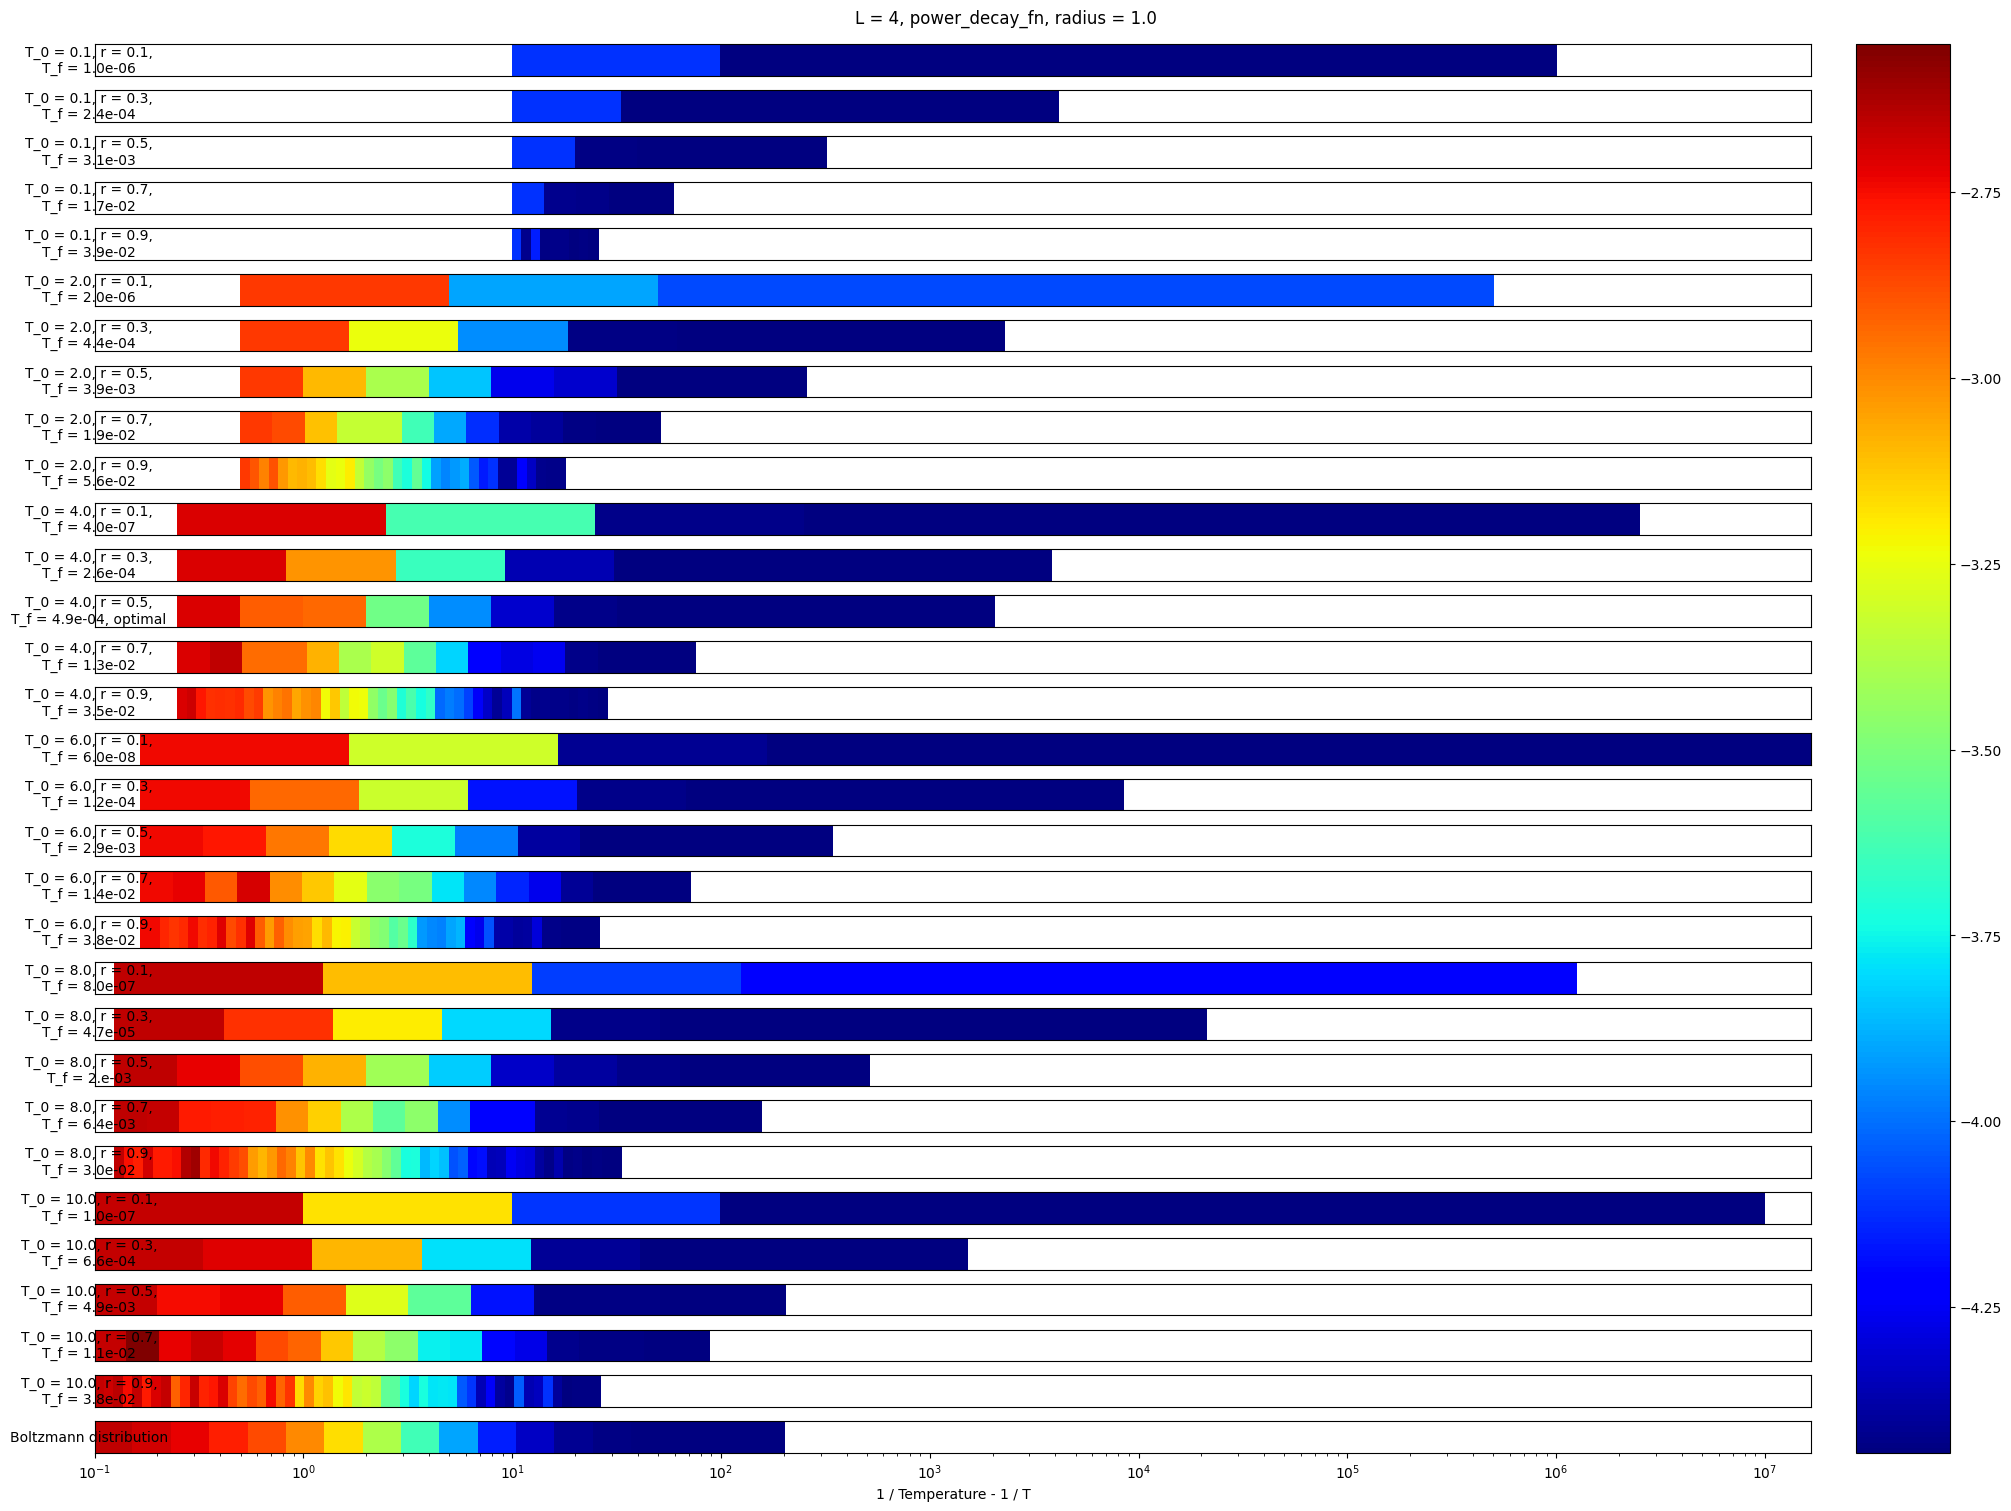 L = 4, power_decay_fn, radius = 1.0
T_0 = 0.1, r = 0.1,
T_f = 1.0e-06
T_0 = 0.1, r = 0.3,
T_f = 2.4e-04
T_0 = 0.1, r = 0.5,
T_f = 3.1e-03
T_0 = 0.1, r = 0.7,
T_f = 1.7e-02
T_0 = 0.1, r = 0.9,
T_f = 3.9e-02
T_0 = 2.0, r = 0.1,
T_f = 2.0e-06
T_0 = 2.0, r = 0.3,
T_f = 4.4e-04
T_0 = 2.0, r = 0.5,
T_f = 3.9e-03
T_0 = 2.0, r = 0.7,
T_f = 1.9e-02
T_0 = 2.0, r = 0.9,
T_f = 5.6e-02
T_0 = 4.0, r = 0.1,
T_f = 4.0e-07
T_0 = 4.0, r = 0.3,
T_f = 2.6e-04
T_0 = 4.0, r = 0.5,
T_f = 4.9e-04, optimal
T_0 = 4.0, r = 0.7,
T_f = 1.3e-02
T_0 = 4.0, r = 0.9,
T_f = 3.5e-02
T_0 = 6.0, r = 0.1,
T_f = 6.0e-08
T_0 = 6.0, r = 0.3,
T_f = 1.2e-04
T_0 = 6.0, r = 0.5,
T_f = 2.9e-03
T_0 = 6.0, r = 0.7,
T_f = 1.4e-02
T_0 = 6.0, r = 0.9,
T_f = 3.8e-02
T_0 = 8.0, r = 0.1,
T_f = 8.0e-07
T_0 = 8.0, r = 0.3,
T_f = 4.7e-05
T_0 = 8.0, r = 0.5,
T_f = 2.e-03
T_0 = 8.0, r = 0.7,
T_f = 6.4e-03
T_0 = 8.0, r = 0.9,
T_f = 3.0e-02
T_0 = 10.0, r = 0.1,
T_f = 1.0e-07
T_0 = 10.0, r = 0.3,
T_f = 6.6e-04
T_0 = 10.0, r = 0.5,
T_f = 4.9e-03
T_0 = 10.0, r = 0.7,
T_f = 1.1e-02
T_0 = 10.0, r = 0.9,
T_f = 3.8e-02
Boltzmann distribution
10⁻¹ 10⁰ 10¹ 10² 10³ 10⁴ 10⁵ 10⁶ 10⁷
1 / Temperature - 1 / T
−2.75
−3.00
−3.25
−3.50
−3.75
−4.00
−4.25